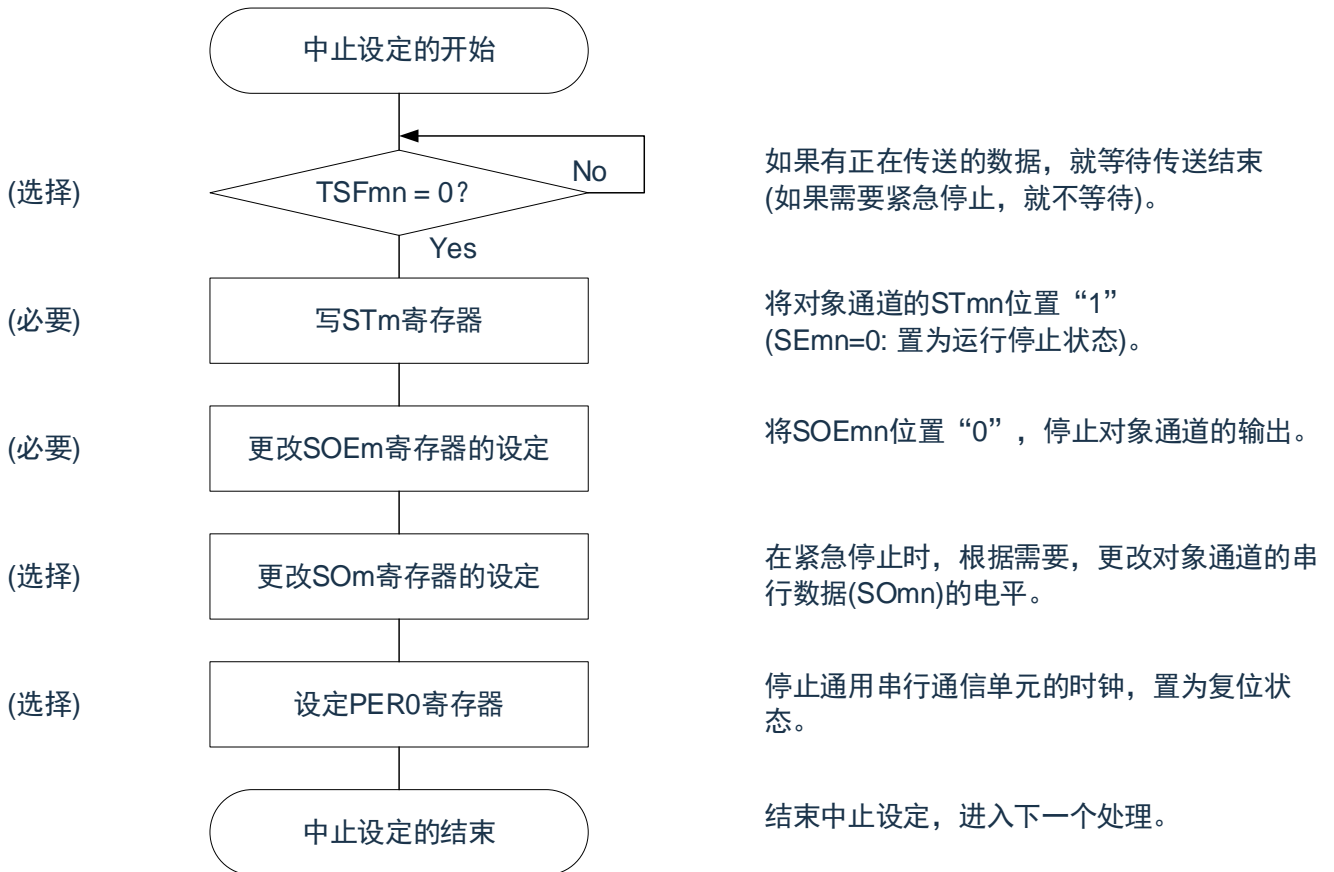 中止设定的开始
(选择)
TSFmn = 0?
No
Yes
如果有正在传送的数据，就等待传送结束
(如果需要紧急停止，就不等待)。
(必要)
写STm寄存器
将对象通道的STmn位置“1”
(SEmn=0: 置为运行停止状态)。
(必要)
更改SOEm寄存器的设定
将SOEmn位置“0”，停止对象通道的输出。
(选择)
更改SOm寄存器的设定
在紧急停止时，根据需要，更改对象通道的串
行数据(SOmn)的电平。
(选择)
设定PER0寄存器
停止通用串行通信单元的时钟，置为复位状
态。
中止设定的结束
结束中止设定，进入下一个处理。